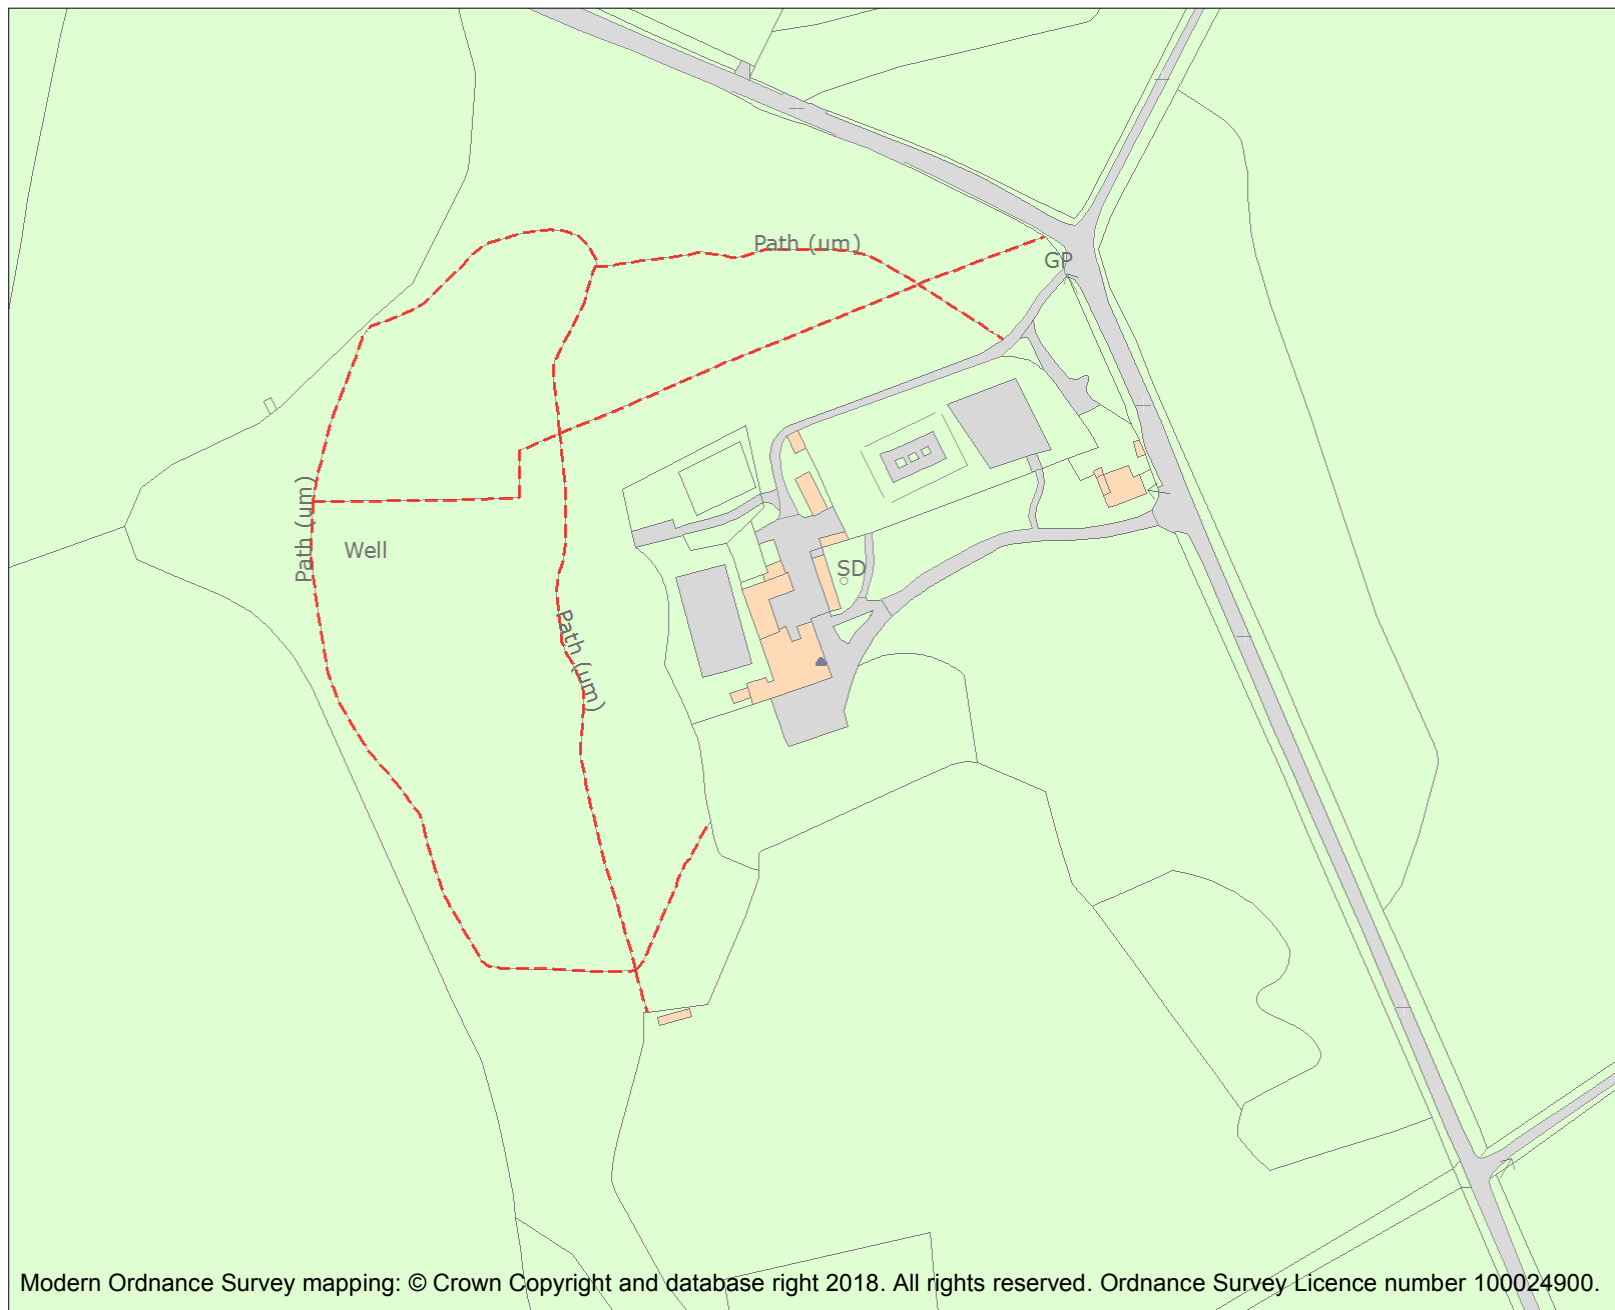 Path (um)
GP
Path (um)
Well
SD
Path (um)
Modern Ordnance Survey mapping: © Crown Copyright and database right 2018. All rights reserved. Ordnance Survey Licence number 100024900.